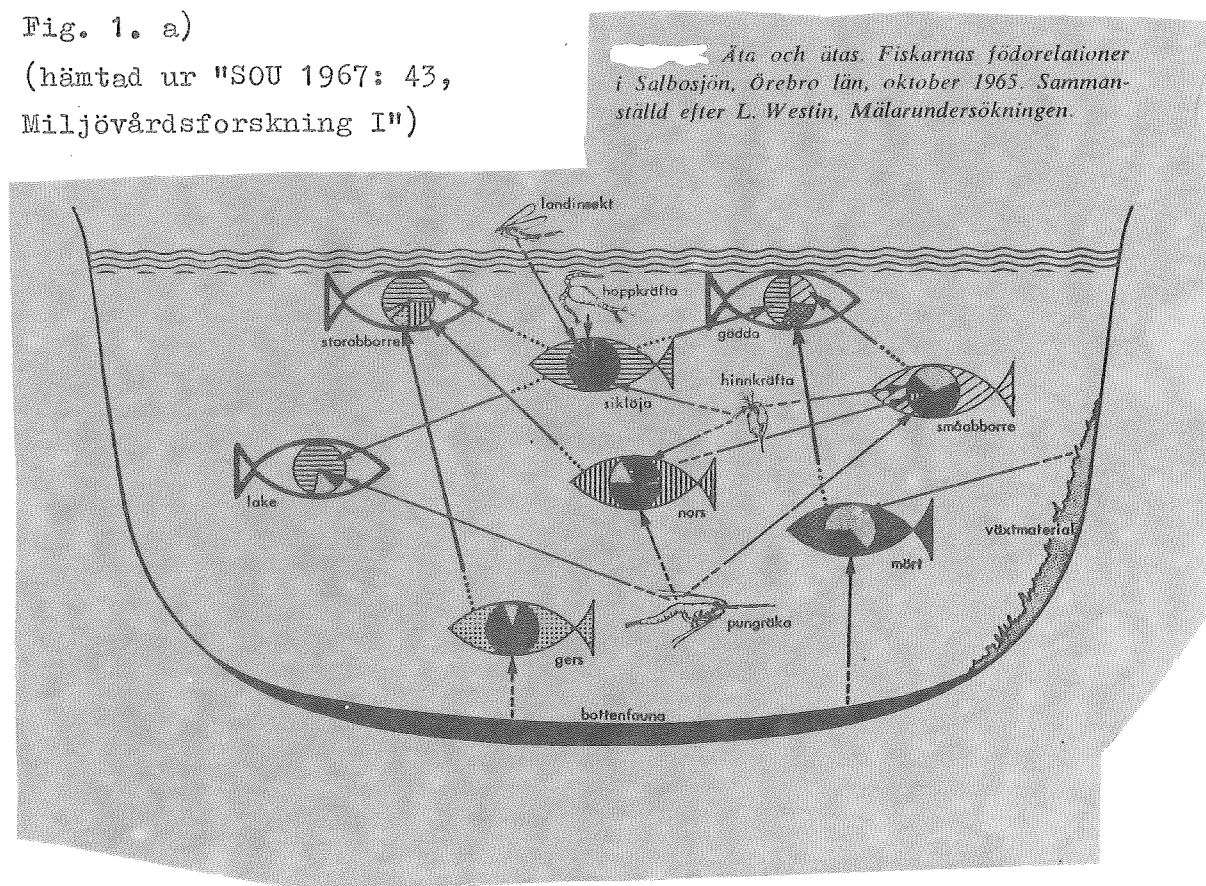 Fig. 1. a)
(hämtad ur "SOU 1967: 43,
Miljövårdsforskning I")
Äta och ätas. Fiskarnas födorelationer
i Salbosjön, Örebro län, oktober 1965. Samman-
ställd efter L. Westin, Mälarundersökningen.
landinsekt
hoppkräfta
storabborre
gädda
hinnkräfta
siklöja
småabborre
lake
nors
växtmaterial
mört
pungräka
gers
bottenfauna